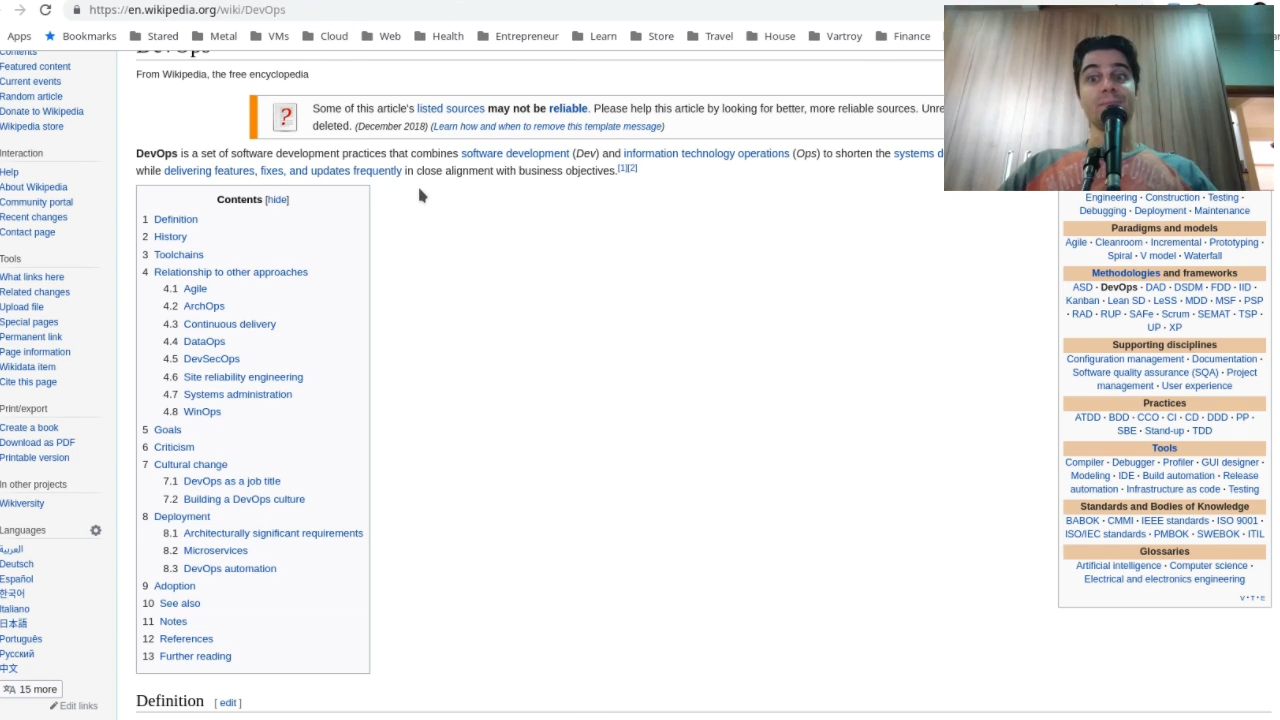 https://en.wikipedia.org/wiki/DevOps
Apps Bookmarks Stared Metal VMs Cloud Web Health Entrepreneur Learn Store Travel House Vartroy Finance
Contents
Featured content
Current events
Random article
Donate to Wikipedia
Wikipedia store
Interaction
Help
About Wikipedia
Community portal
Recent changes
Contact page
Tools
What links here
Related changes
Upload file
Special pages
Permanent link
Page information
Wikidata item
Cite this page
Print/export
Create a book
Download as PDF
Printable version
In other projects
Wikiversity
Languages
العربية
Deutsch
Español
한국어
Italiano
日本語
Português
Русский
中文
15 more
Edit links
DevOps
From Wikipedia, the free encyclopedia
Some of this article's listed sources may not be reliable. Please help this article by looking for better, more reliable sources. Unre
deleted. (December 2018) (Learn how and when to remove this template message)
DevOps is a set of software development practices that combines software development (Dev) and information technology operations (Ops) to shorten the systems d
while delivering features, fixes, and updates frequently in close alignment with business objectives.[1][2]
Contents [hide]
1 Definition
2 History
3 Toolchains
4 Relationship to other approaches
4.1 Agile
4.2 ArchOps
4.3 Continuous delivery
4.4 DataOps
4.5 DevSecOps
4.6 Site reliability engineering
4.7 Systems administration
4.8 WinOps
5 Goals
6 Criticism
7 Cultural change
7.1 DevOps as a job title
7.2 Building a DevOps culture
8 Deployment
8.1 Architecturally significant requirements
8.2 Microservices
8.3 DevOps automation
9 Adoption
10 See also
11 Notes
12 References
13 Further reading
Definition [ edit ]
Engineering · Construction · Testing ·
Debugging · Deployment · Maintenance
Paradigms and models
Agile · Cleanroom · Incremental · Prototyping ·
Spiral · V model · Waterfall
Methodologies and frameworks
ASD · DevOps · DAD · DSDM · FDD · IID ·
Kanban · Lean SD · LeSS · MDD · MSF · PSP
· RAD · RUP · SAFe · Scrum · SEMAT · TSP ·
UP · XP
Supporting disciplines
Configuration management · Documentation ·
Software quality assurance (SQA) · Project
management · User experience
Practices
ATDD · BDD · CCO · CI · CD · DDD · PP ·
SBE · Stand-up · TDD
Tools
Compiler · Debugger · Profiler · GUI designer ·
Modeling · IDE · Build automation · Release
automation · Infrastructure as code · Testing
Standards and Bodies of Knowledge
BABOK · CMMI · IEEE standards · ISO 9001 ·
ISO/IEC standards · PMBOK · SWEBOK · ITIL
Glossaries
Artificial intelligence · Computer science ·
Electrical and electronics engineering
V · T · E